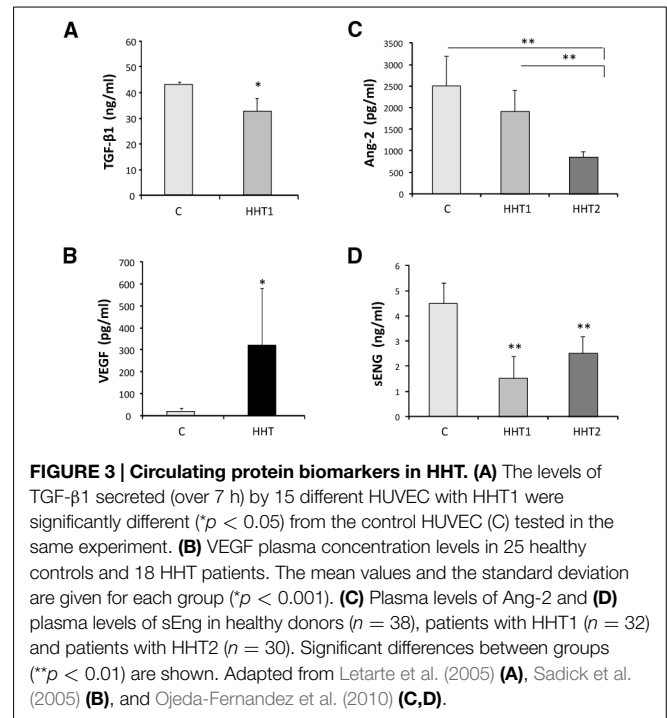 A
TGF-β1 (ng/ml)
60
50
40
30
20
10
0
*
C HHT1
C
Ang-2 (pg/ml)
3500
3000
2500
2000
1500
1000
500
0
**
**
C HHT1 HHT2
B
VEGF (pg/ml)
700
600
500
400
300
200
100
0
*
C HHT
D
sENG (ng/ml)
6
5
4
3
2
1
0
** **
C HHT1 HHT2
FIGURE 3 | Circulating protein biomarkers in HHT. (A) The levels of
TGF-β1 secreted (over 7 h) by 15 different HUVEC with HHT1 were
significantly different (*p < 0.05) from the control HUVEC (C) tested in the
same experiment. (B) VEGF plasma concentration levels in 25 healthy
controls and 18 HHT patients. The mean values and the standard deviation
are given for each group (*p < 0.001). (C) Plasma levels of Ang-2 and (D)
plasma levels of sEng in healthy donors (n = 38), patients with HHT1 (n = 32)
and patients with HHT2 (n = 30). Significant differences between groups
(**p < 0.01) are shown. Adapted from Letarte et al. (2005) (A), Sadick et al.
(2005) (B), and Ojeda-Fernandez et al. (2010) (C,D).